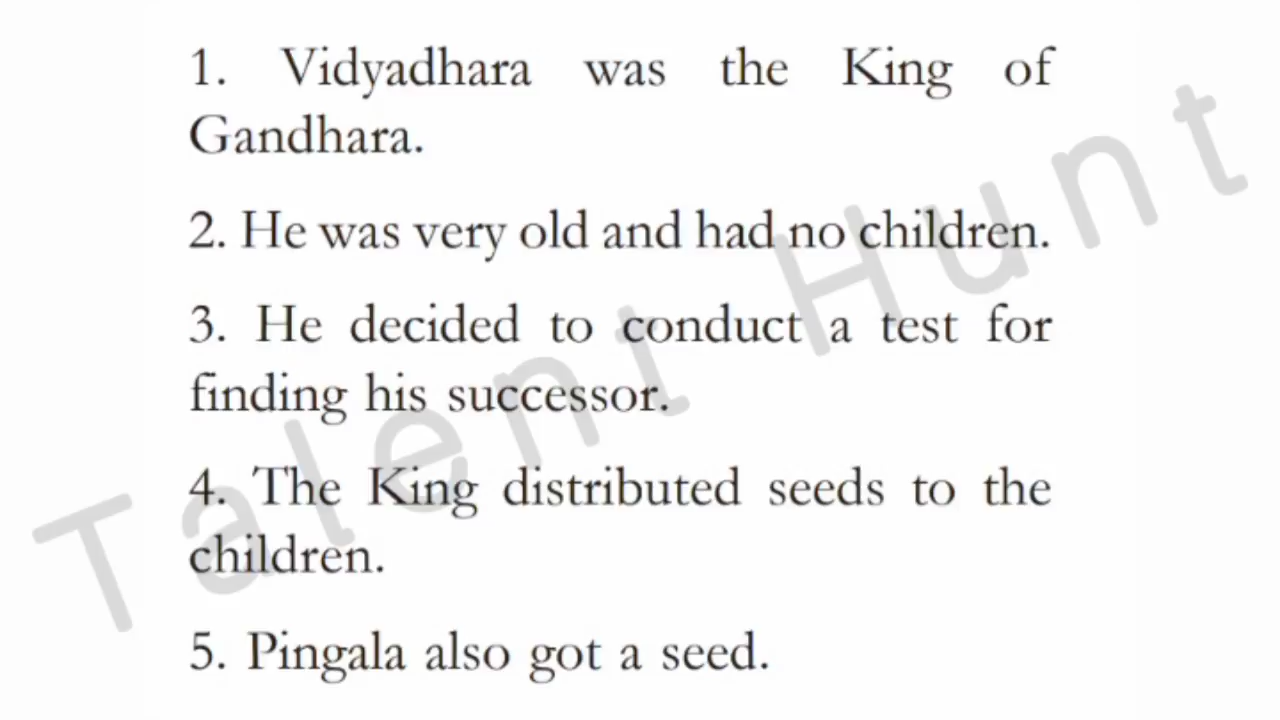 1. Vidyadhara was the King of
Gandhara.
2. He was very old and had no children.
3. He decided to conduct a test for
finding his successor.
4. The King distributed seeds to the
children.
5. Pingala also got a seed.
Talent Hunt